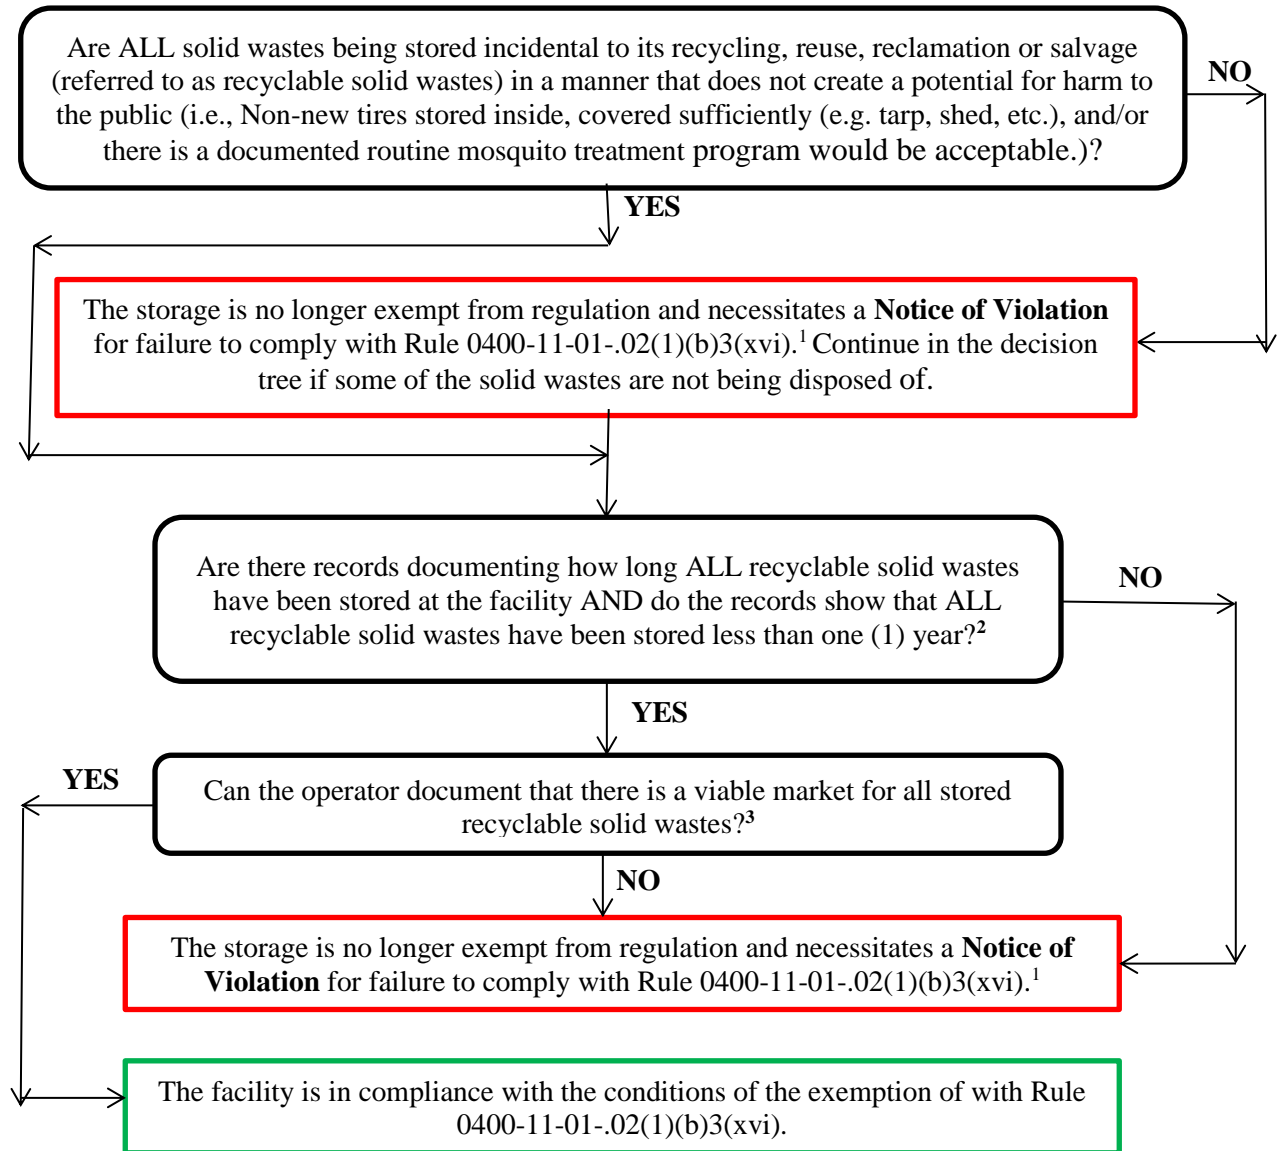 Are ALL solid wastes being stored incidental to its recycling, reuse, reclamation or salvage
(referred to as recyclable solid wastes) in a manner that does not create a potential for harm to
the public (i.e., Non-new tires stored inside, covered sufficiently (e.g. tarp, shed, etc.), and/or
there is a documented routine mosquito treatment program would be acceptable.)?
NO
YES
The storage is no longer exempt from regulation and necessitates a Notice of Violation
for failure to comply with Rule 0400-11-01-.02(1)(b)3(xvi).1 Continue in the decision
tree if some of the solid wastes are not being disposed of.
Are there records documenting how long ALL recyclable solid wastes
have been stored at the facility AND do the records show that ALL
recyclable solid wastes have been stored less than one (1) year?2
NO
YES
YES
Can the operator document that there is a viable market for all stored
recyclable solid wastes?3
NO
The storage is no longer exempt from regulation and necessitates a Notice of
Violation for failure to comply with Rule 0400-11-01-.02(1)(b)3(xvi).1
The facility is in compliance with the conditions of the exemption of with Rule
0400-11-01-.02(1)(b)3(xvi).